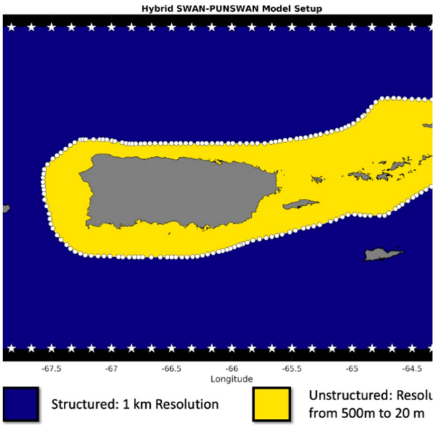 Hybrid SWAN-PUNSWAN Model Setup
-67.5 -67 -66.5 -66 -65.5 -65 -64.5
Longitude
Structured: 1 km Resolution
Unstructured:
from 500m to 20 m